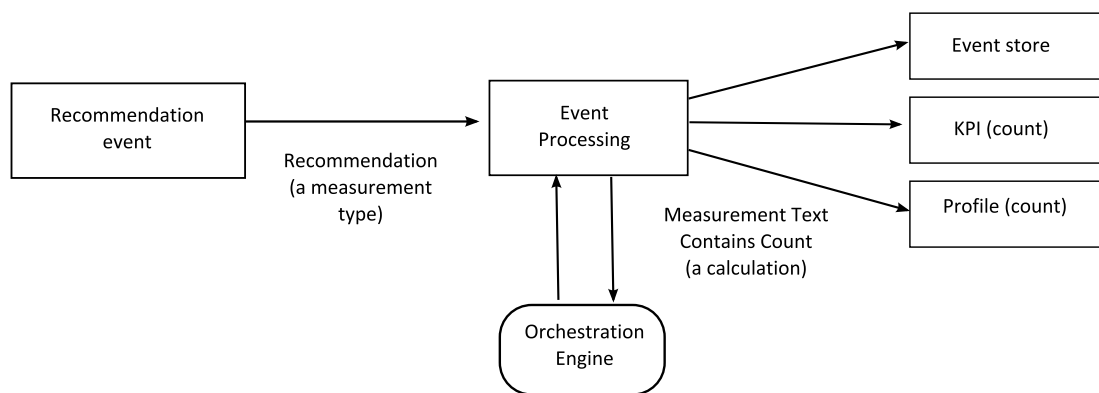 Recommendation
event
Recommendation
(a measurement
type)
Event
Processing
Measurement Text
Contains Count
(a calculation)
Orchestration
Engine
Event store
KPI (count)
Profile (count)